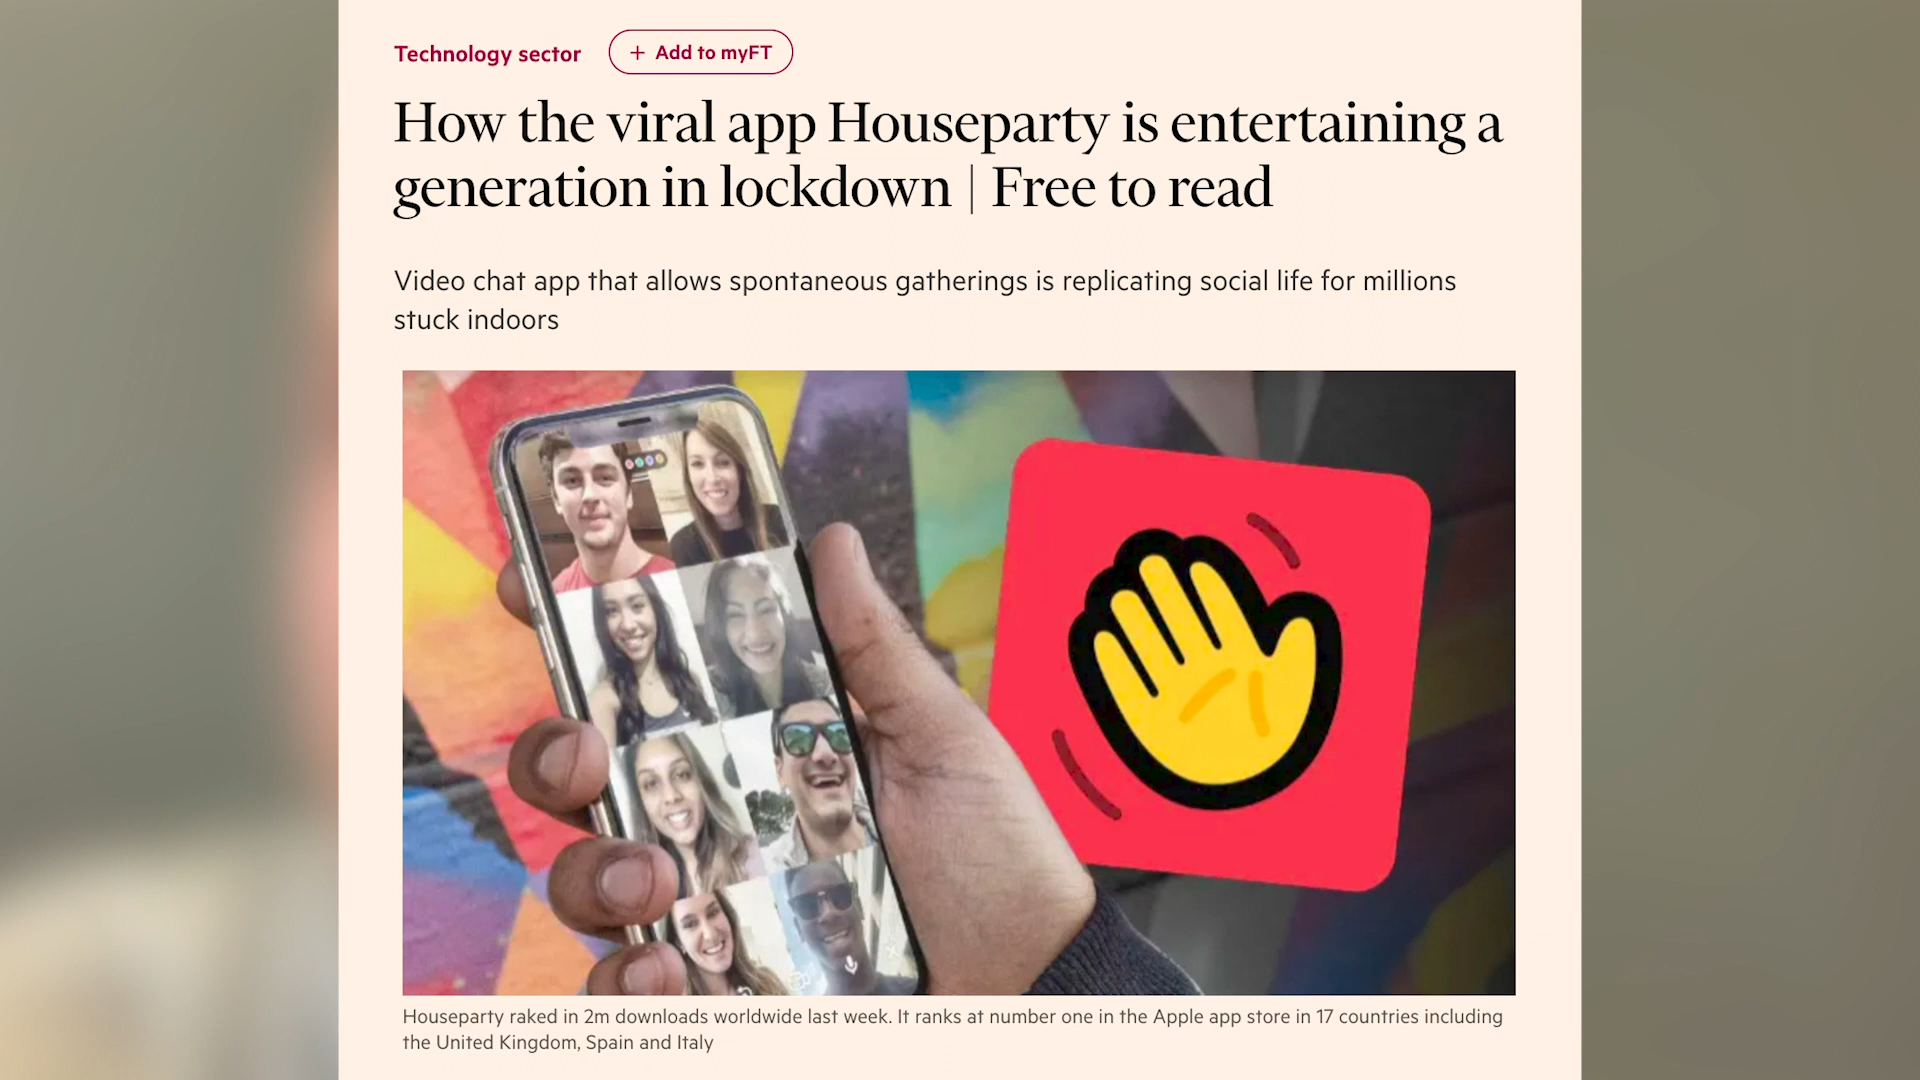 Technology sector
+ Add to myFT
How the viral app Houseparty is entertaining a
generation in lockdown | Free to read
Video chat app that allows spontaneous gatherings is replicating social life for millions
stuck indoors
Houseparty raked in 2m downloads worldwide last week. It ranks at number one in the Apple app store in 17 countries including
the United Kingdom, Spain and Italy